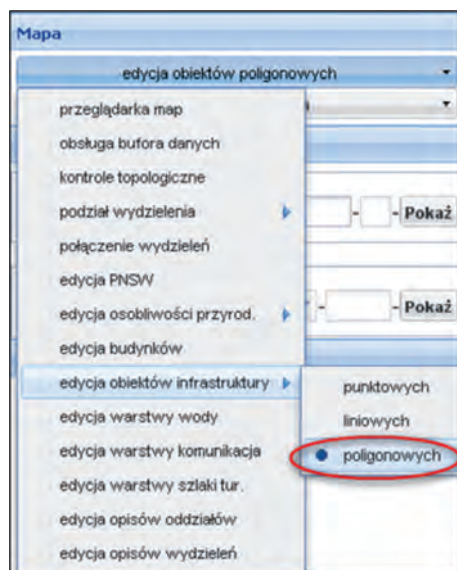 Mapa
edycja obiektów poligonowych
przeglądarka map
obsługa bufora danych
kontrole topologiczne
podział wydzielenia
- - Pokaż
połączenie wydzieleń
edycja PNSW
edycja osobliwości przyrod.
- - Pokaż
edycja budynków
edycja obiektów infrastruktury
punktowych
edycja warstwy wody
liniowych
edycja warstwy komunikacja
poligonowych
edycja warstwy szlaki tur.
edycja opisów oddziałów
edycja opisów wydzieleń